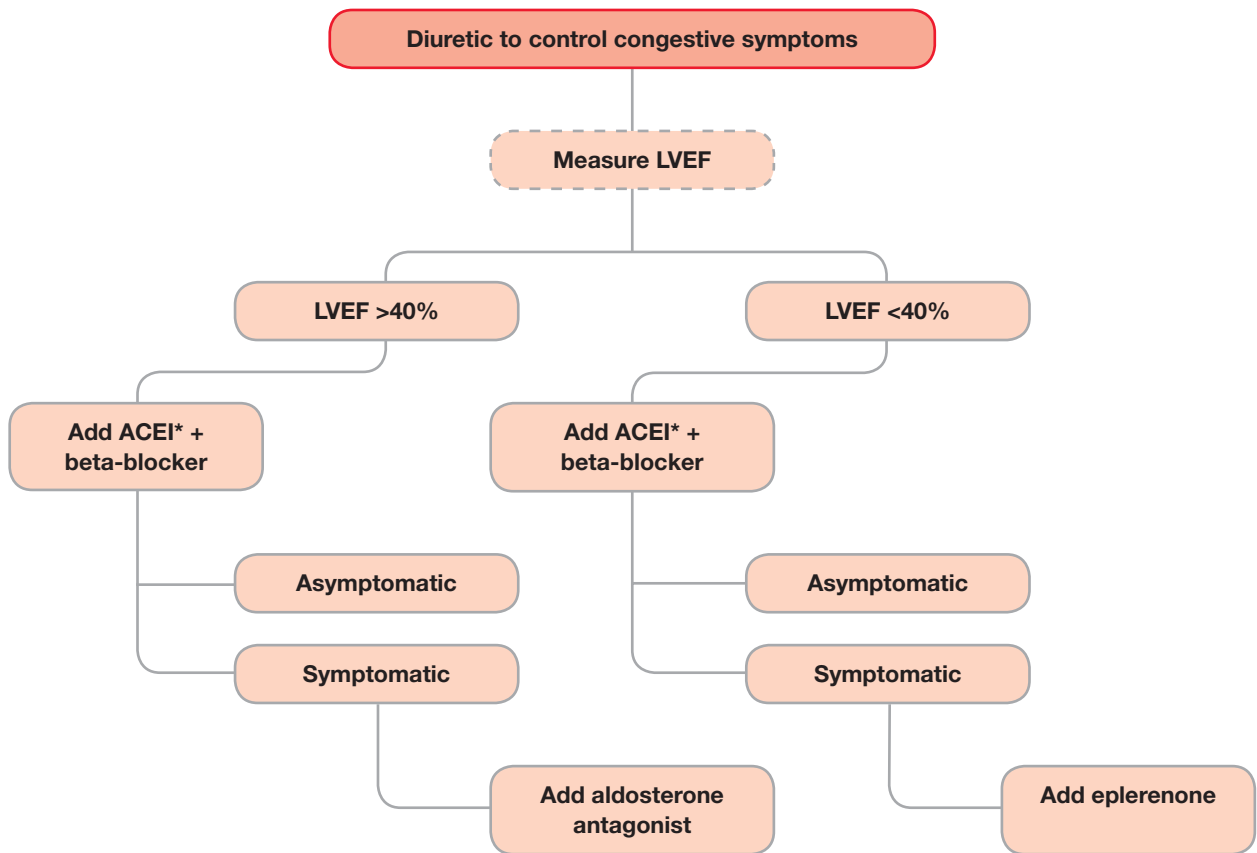 Diuretic to control congestive symptoms
Measure LVEF
LVEF >40%
LVEF <40%
Add ACEI* +
beta-blocker
Add ACEI* +
beta-blocker
Asymptomatic
Asymptomatic
Symptomatic
Symptomatic
Add aldosterone
antagonist
Add eplerenone